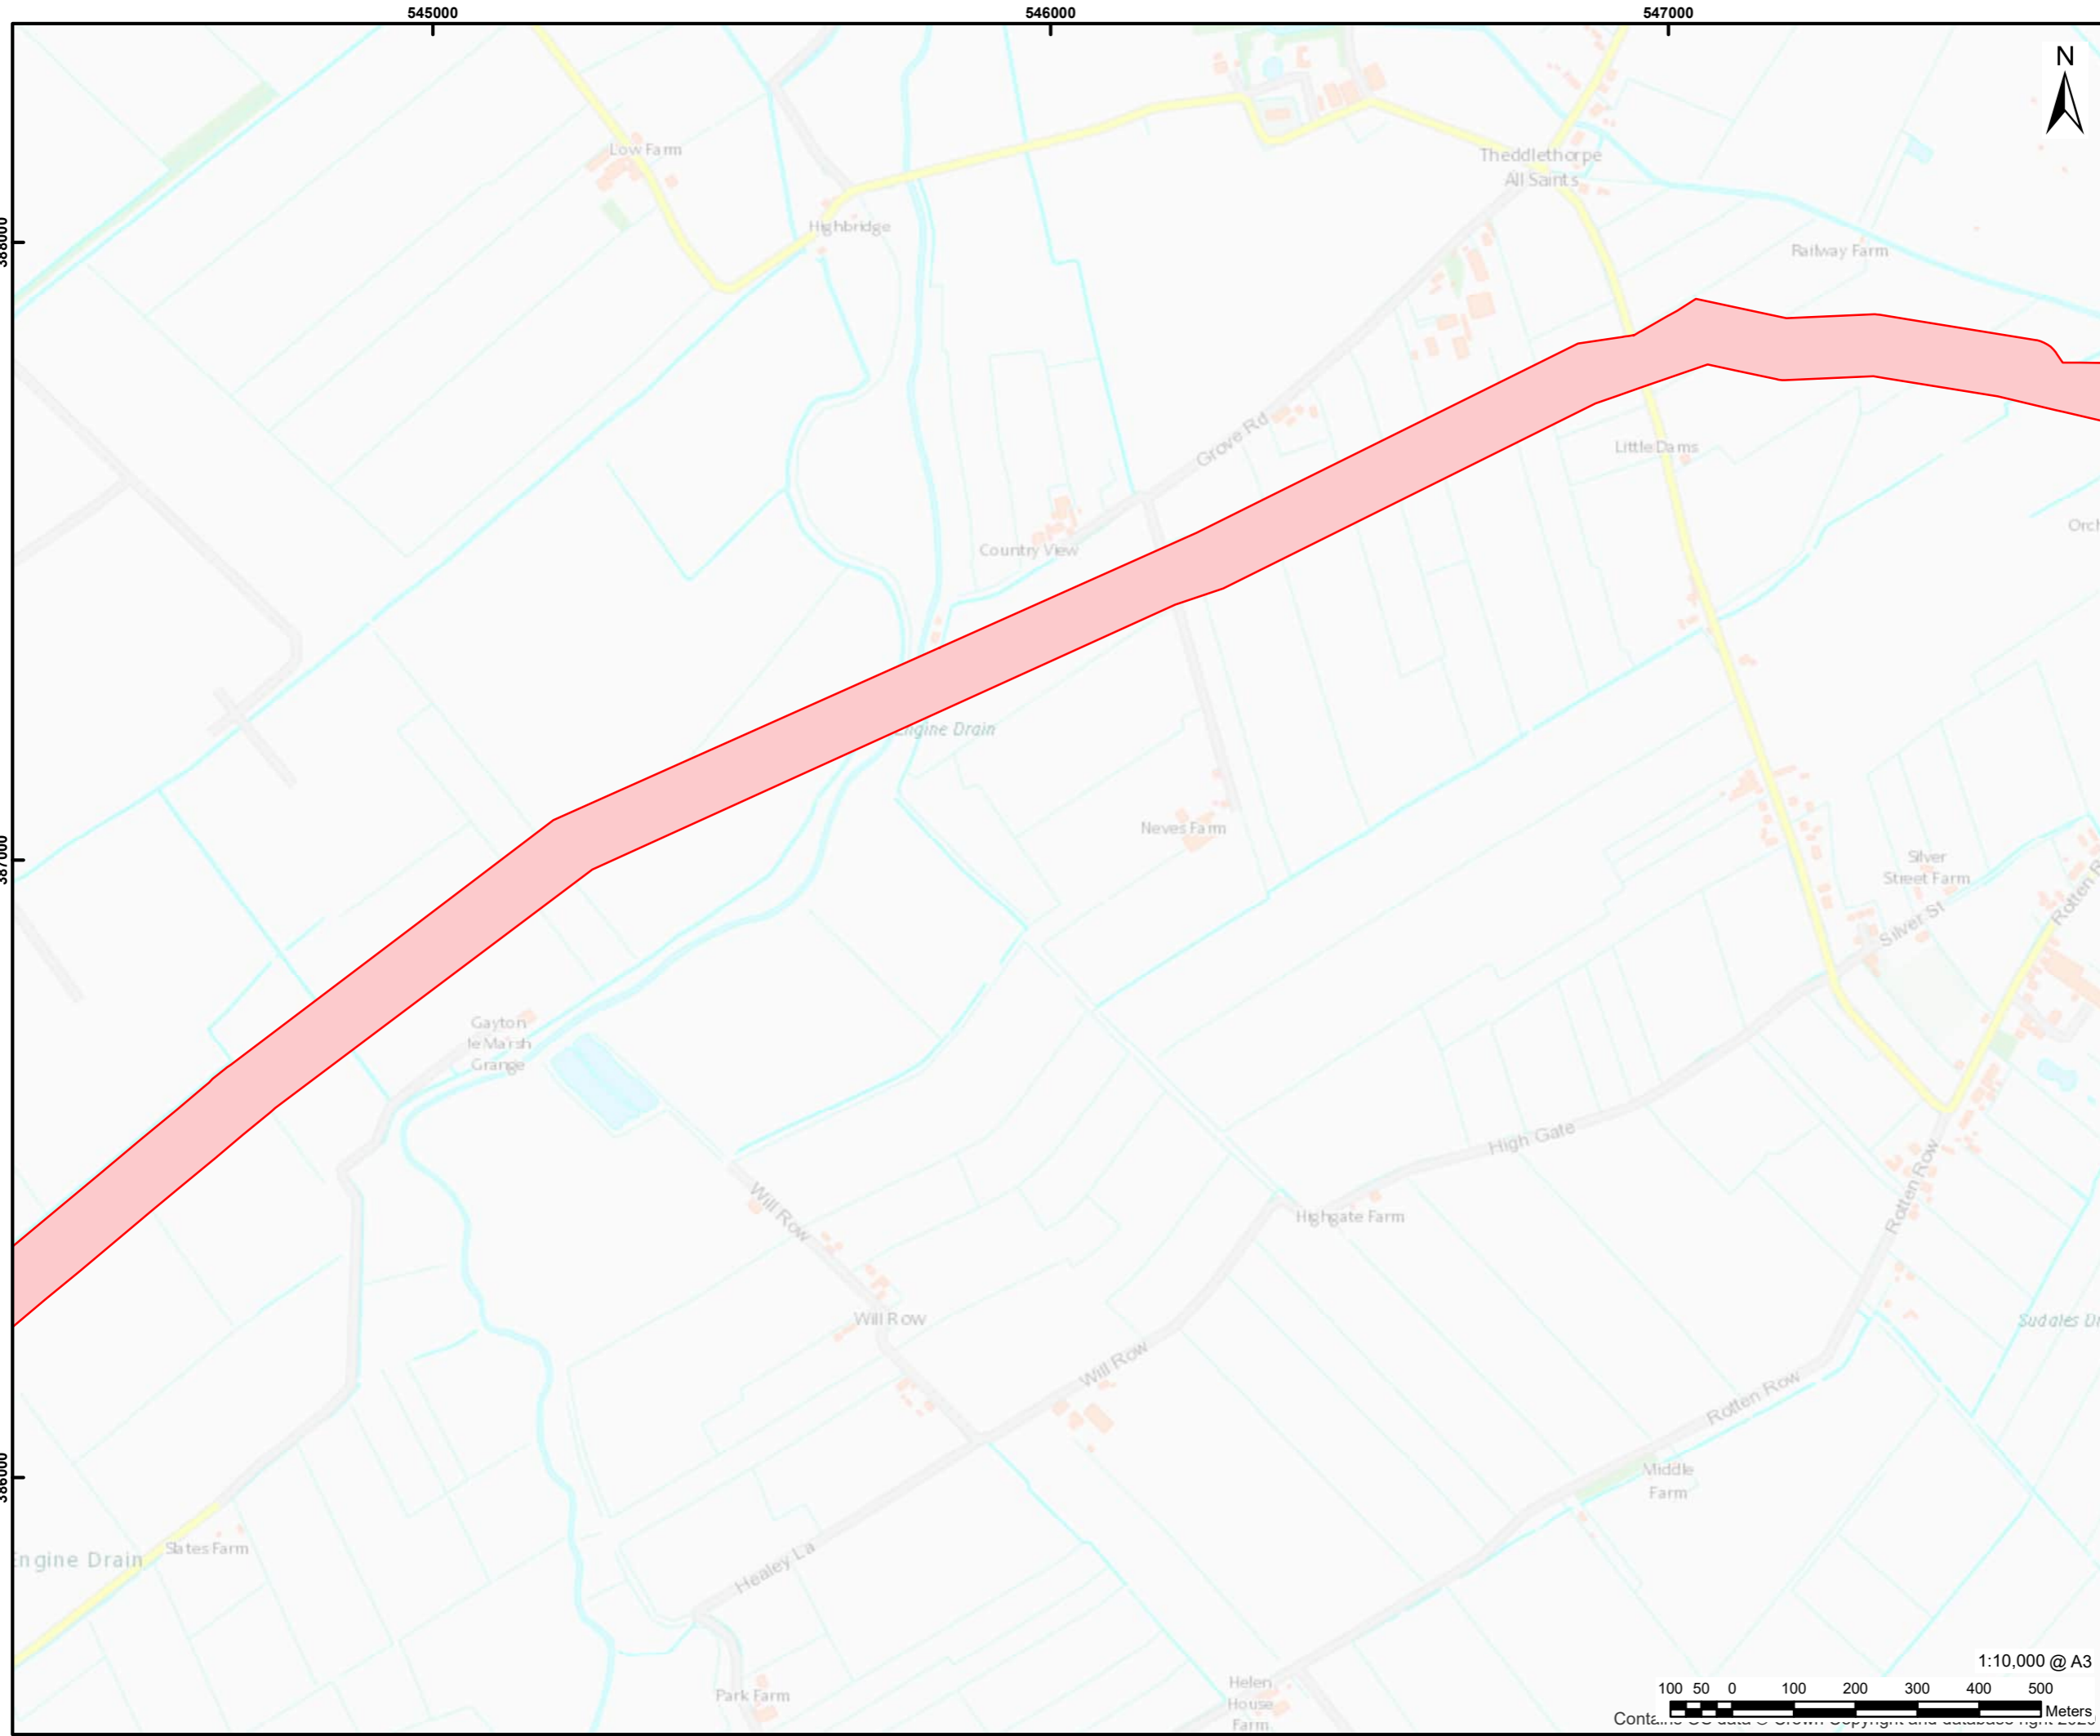 545000
546000
547000
N
Low Farm
Theddlethorpe
All Saints
Highbridge
388000
Railway Farm
Grove Rd
Little Dams
Country View
Engine Drain
Neves Farm
387000
Silver
Street Farm
Silver St
Rotten
Gayton
le Marsh
Grange
High Gate
Rotten Row
Will Row
Highgate Farm
Will Row
Will Row
Rotten Row
Sudales
386000
Middle
Farm
Slates Farm
Engine Drain
Healey La
Park Farm
Helen
House
Farm
1:10,000 @ A3
100 50 0 100 200 300 400 500
Meters